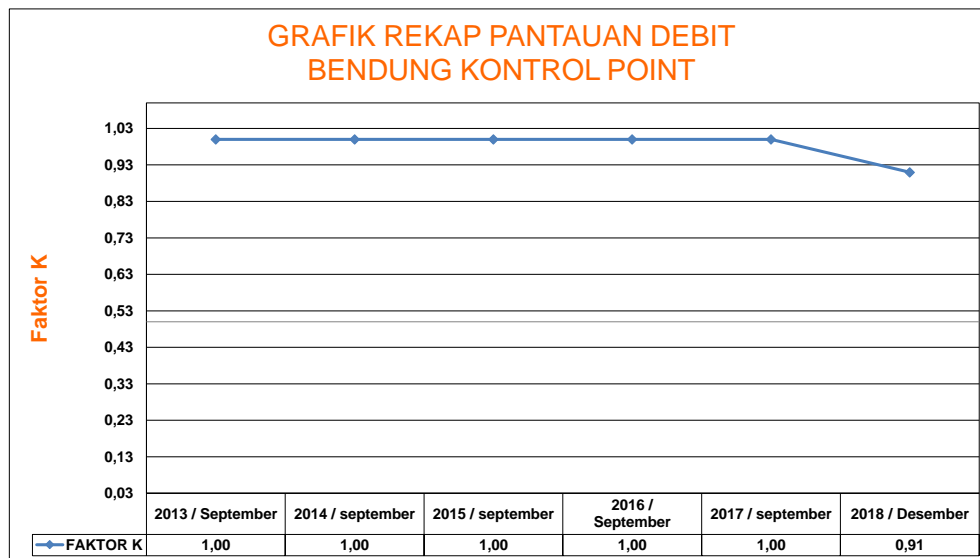 GRAFIK REKAP PANTAUAN DEBIT
BENDUNG KONTROL POINT
Faktor K
1,03
0,93
0,83
0,73
0,63
0,53
0,43
0,33
0,23
0,13
0,03
2013 / September 2014 / september 2015 / september 2016 / September 2017 / september 2018 / Desember
FAKTOR K 1,00 1,00 1,00 1,00 1,00 0,91